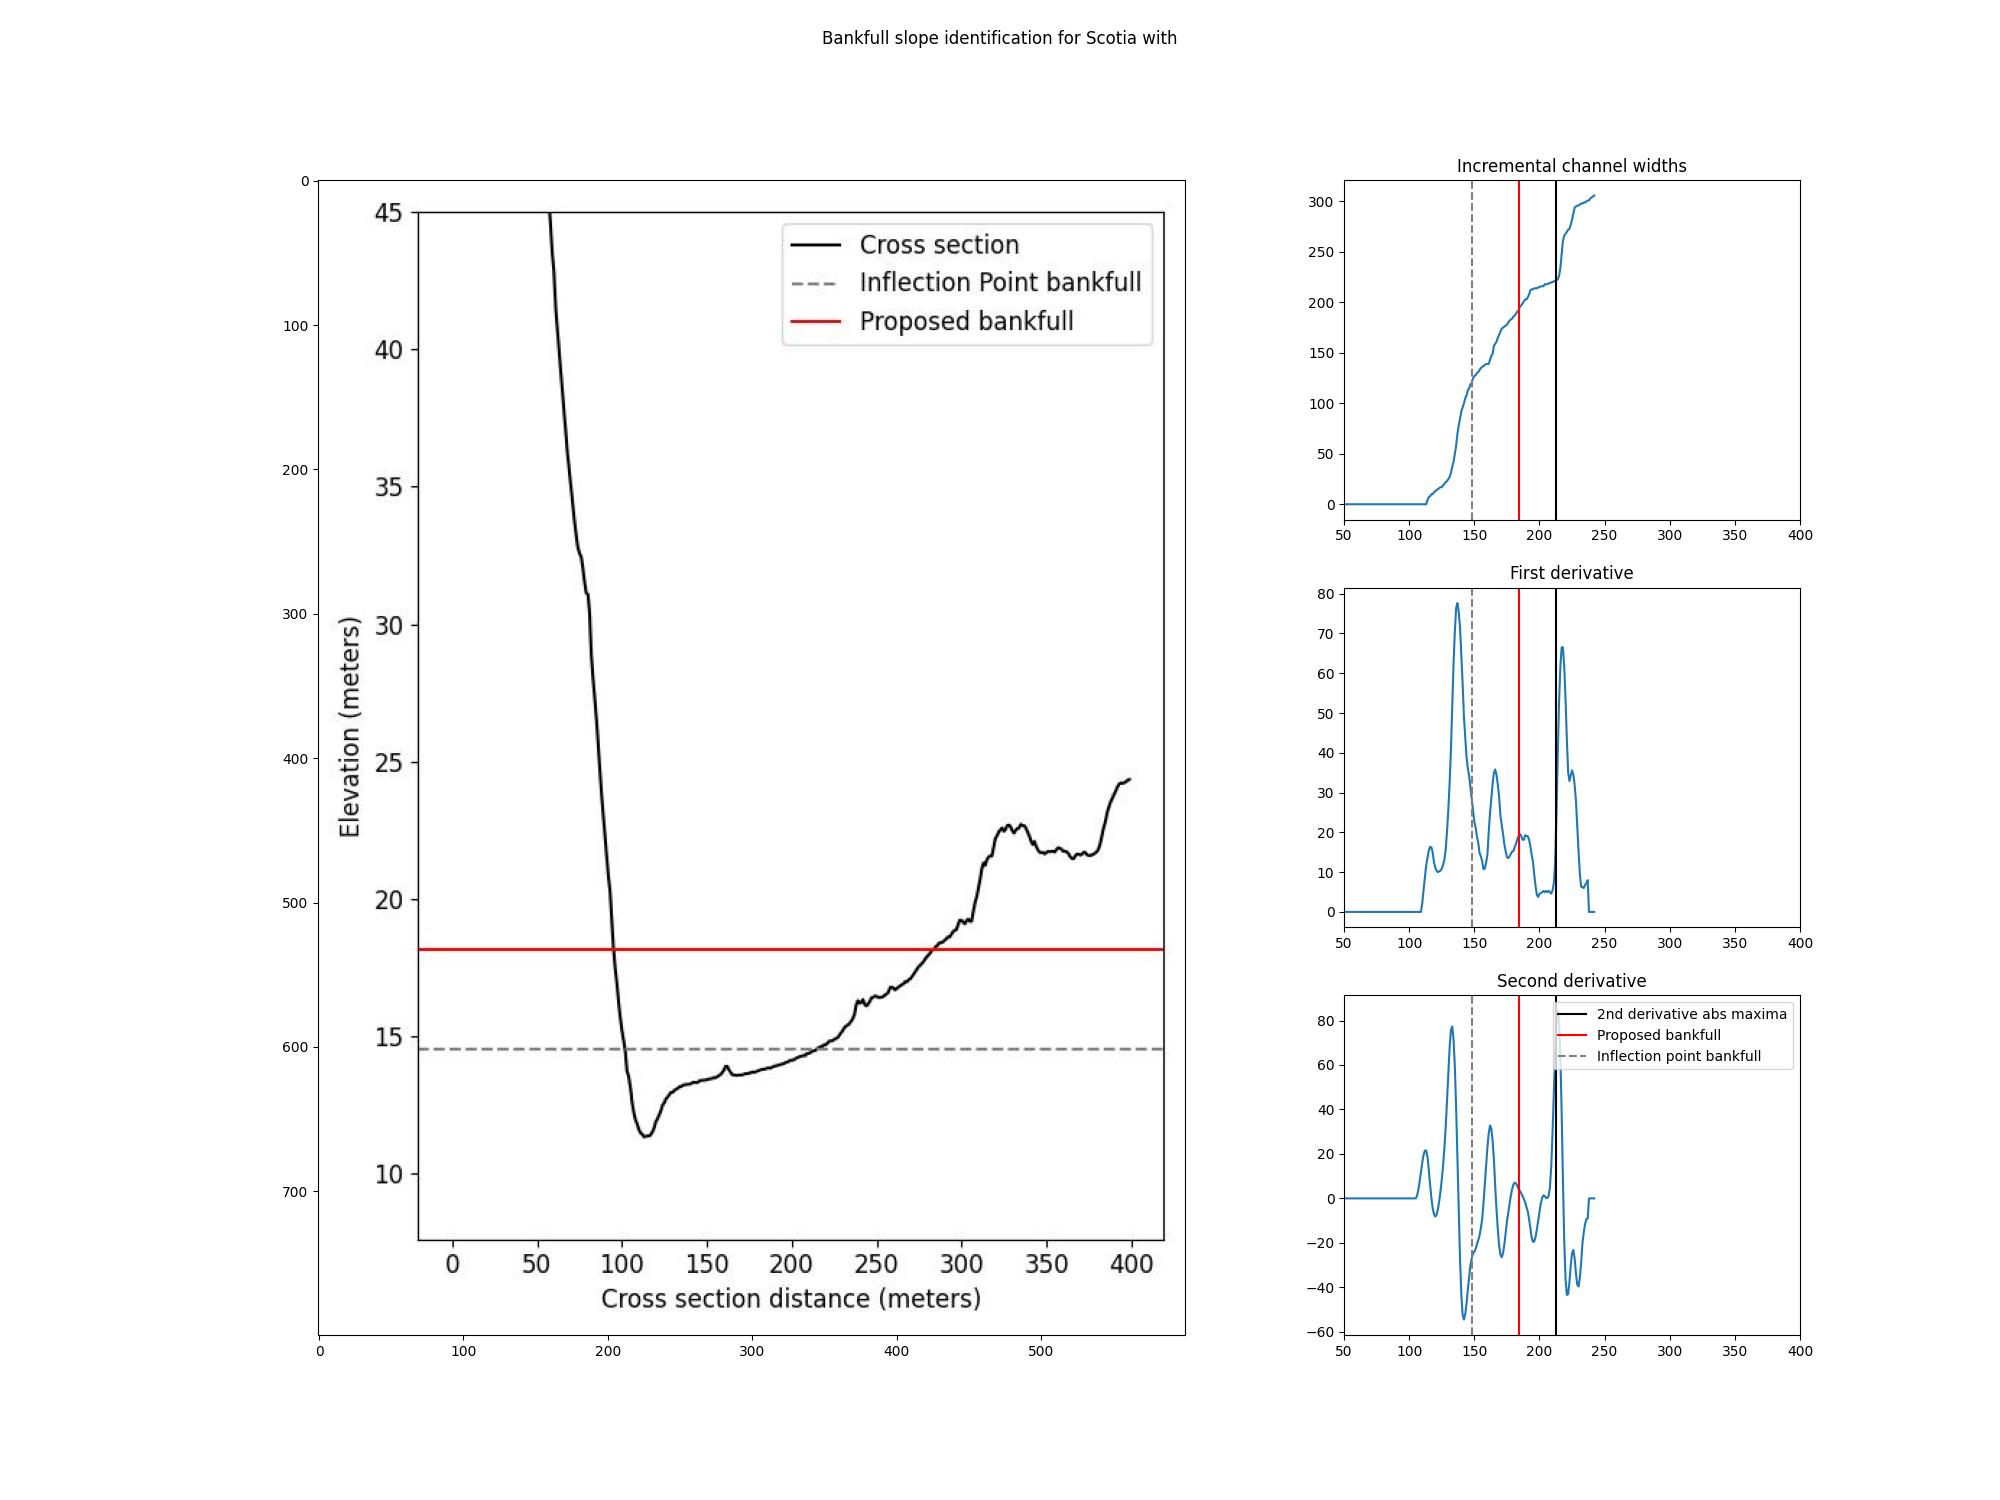 Bankfull slope identification for Scotia with
0
100
200
300
400
500
600
700
0
100
200
300
400
500
45
40
35
30
25
20
15
10
Elevation (meters)
Cross section
Inflection Point bankfull
Proposed bankfull
0 50 100 150 200 250 300 350 400
Cross section distance (meters)
Incremental channel widths
300
250
200
150
100
50
0
50 100 150 200 250 300 350 400
First derivative
80
70
60
50
40
30
20
10
0
50 100 150 200 250 300 350 400
Second derivative
80
60
40
20
0
−20
−40
−60
2nd derivative abs maxima
Proposed bankfull
Inflection point bankfull
50 100 150 200 250 300 350 400